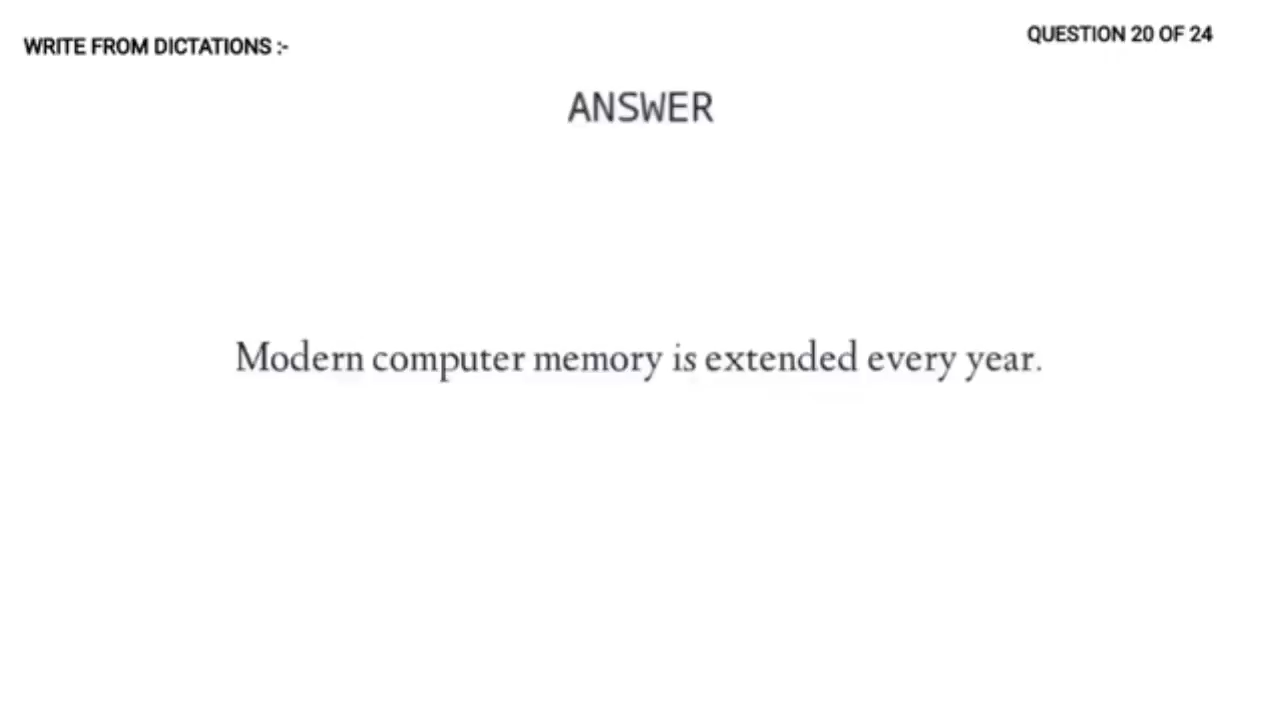 WRITE FROM DICTATIONS :-
QUESTION 20 OF 24
ANSWER
Modern computer memory is extended every year.